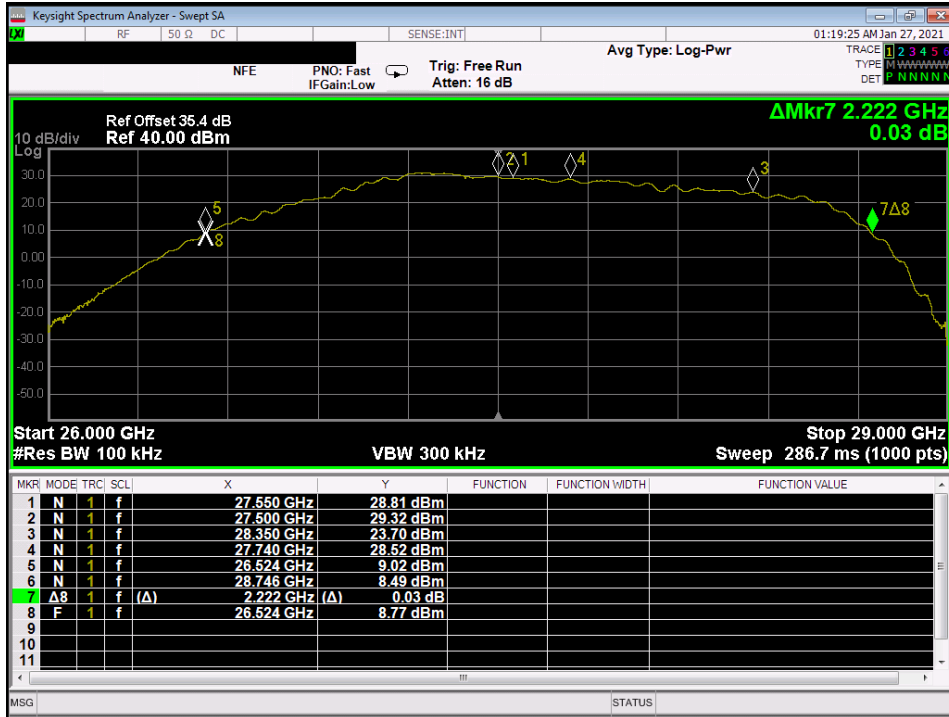 Keysight Spectrum Analyzer - Swept SA
LXI RF 50 Ω DC SENSE:INT 01:19:25 AM Jan 27, 2021
Avg Type: Log-Pwr TRACE 1 2 3 4 5 6
NFE PNO: Fast Trig: Free Run TYPE M W W W W W
IFGain:Low Atten: 16 dB DET P N N N N N
ΔMkr7 2.222 GHz
0.03 dB
Ref Offset 35.4 dB
10 dB/div Ref 40.00 dBm
Log
30.0
20.0
10.0
0.00
-10.0
-20.0
-30.0
-40.0
-50.0
2 1 4 3
5 7Δ8
8
Start 26.000 GHz Stop 29.000 GHz
#Res BW 100 kHz VBW 300 kHz Sweep 286.7 ms (1000 pts)
MKR MODE TRC SCL X Y FUNCTION FUNCTION WIDTH FUNCTION VALUE
1 N 1 f 27.550 GHz 28.81 dBm
2 N 1 f 27.500 GHz 29.32 dBm
3 N 1 f 28.350 GHz 23.70 dBm
4 N 1 f 27.740 GHz 28.52 dBm
5 N 1 f 26.524 GHz 9.02 dBm
6 N 1 f 28.746 GHz 8.49 dBm
7 Δ8 1 f (Δ) 2.222 GHz (Δ) 0.03 dB
8 F 1 f 26.524 GHz 8.77 dBm
9
10
11
MSG STATUS